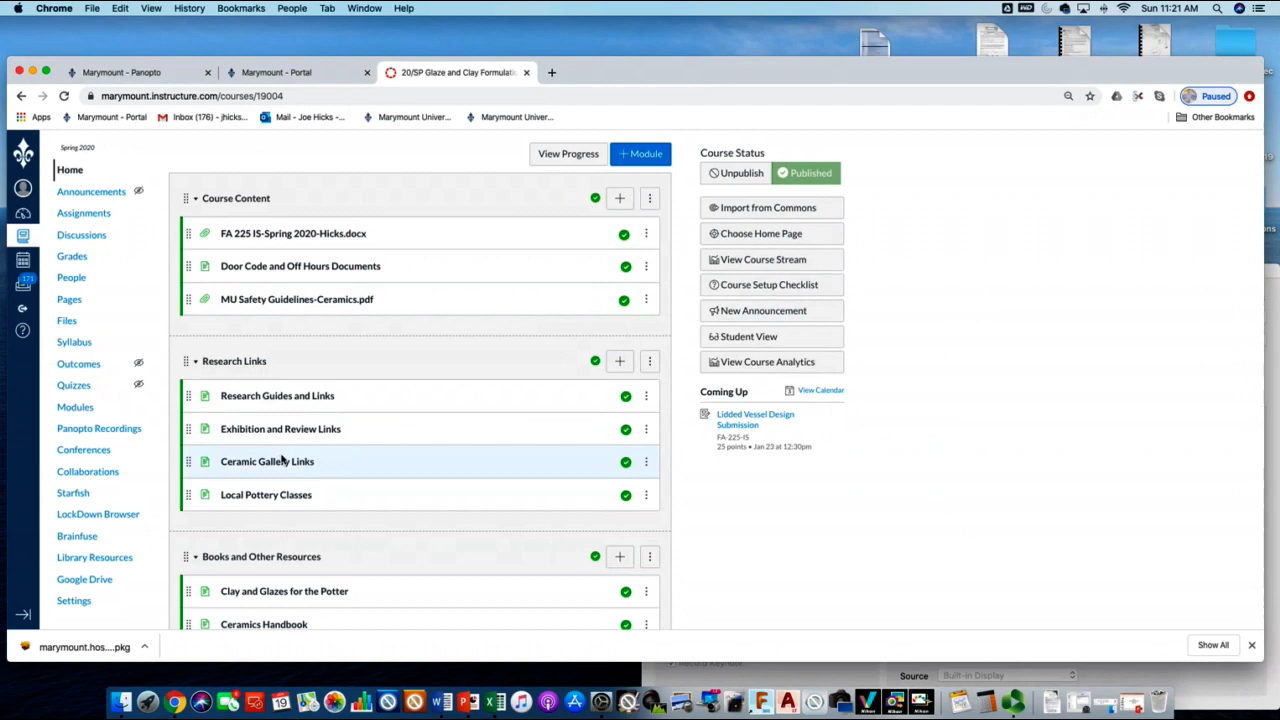 Chrome File Edit View History Bookmarks People Tab Window Help Sun 11:21 AM
Marymount - Panopto Marymount - Portal 20/SP Glaze and Clay Formulati
marymount.instructure.com/courses/19004 Paused
Apps Marymount - Portal Inbox (176) - jhicks... Mail - Joe Hicks -... Marymount Univer... Marymount Univer... Other Bookmarks
Spring 2020
Home
Announcements
Assignments
Discussions
Grades
People
Pages
Files
Syllabus
Outcomes
Quizzes
Modules
Panopto Recordings
Conferences
Collaborations
Starfish
LockDown Browser
Brainfuse
Library Resources
Google Drive
Settings
171
View Progress + Module
Course Content
FA 225 IS-Spring 2020-Hicks.docx
Door Code and Off Hours Documents
MU Safety Guidelines-Ceramics.pdf
Research Links
Research Guides and Links
Exhibition and Review Links
Ceramic Gallery Links
Local Pottery Classes
Books and Other Resources
Clay and Glazes for the Potter
Ceramics Handbook
Course Status
Unpublish Published
Import from Commons
Choose Home Page
View Course Stream
Course Setup Checklist
New Announcement
Student View
View Course Analytics
Coming Up View Calendar
Lidded Vessel Design
Submission
FA-225-IS
25 points • Jan 23 at 12:30pm
marymount.hos....pkg Show All
Source Built-in Display